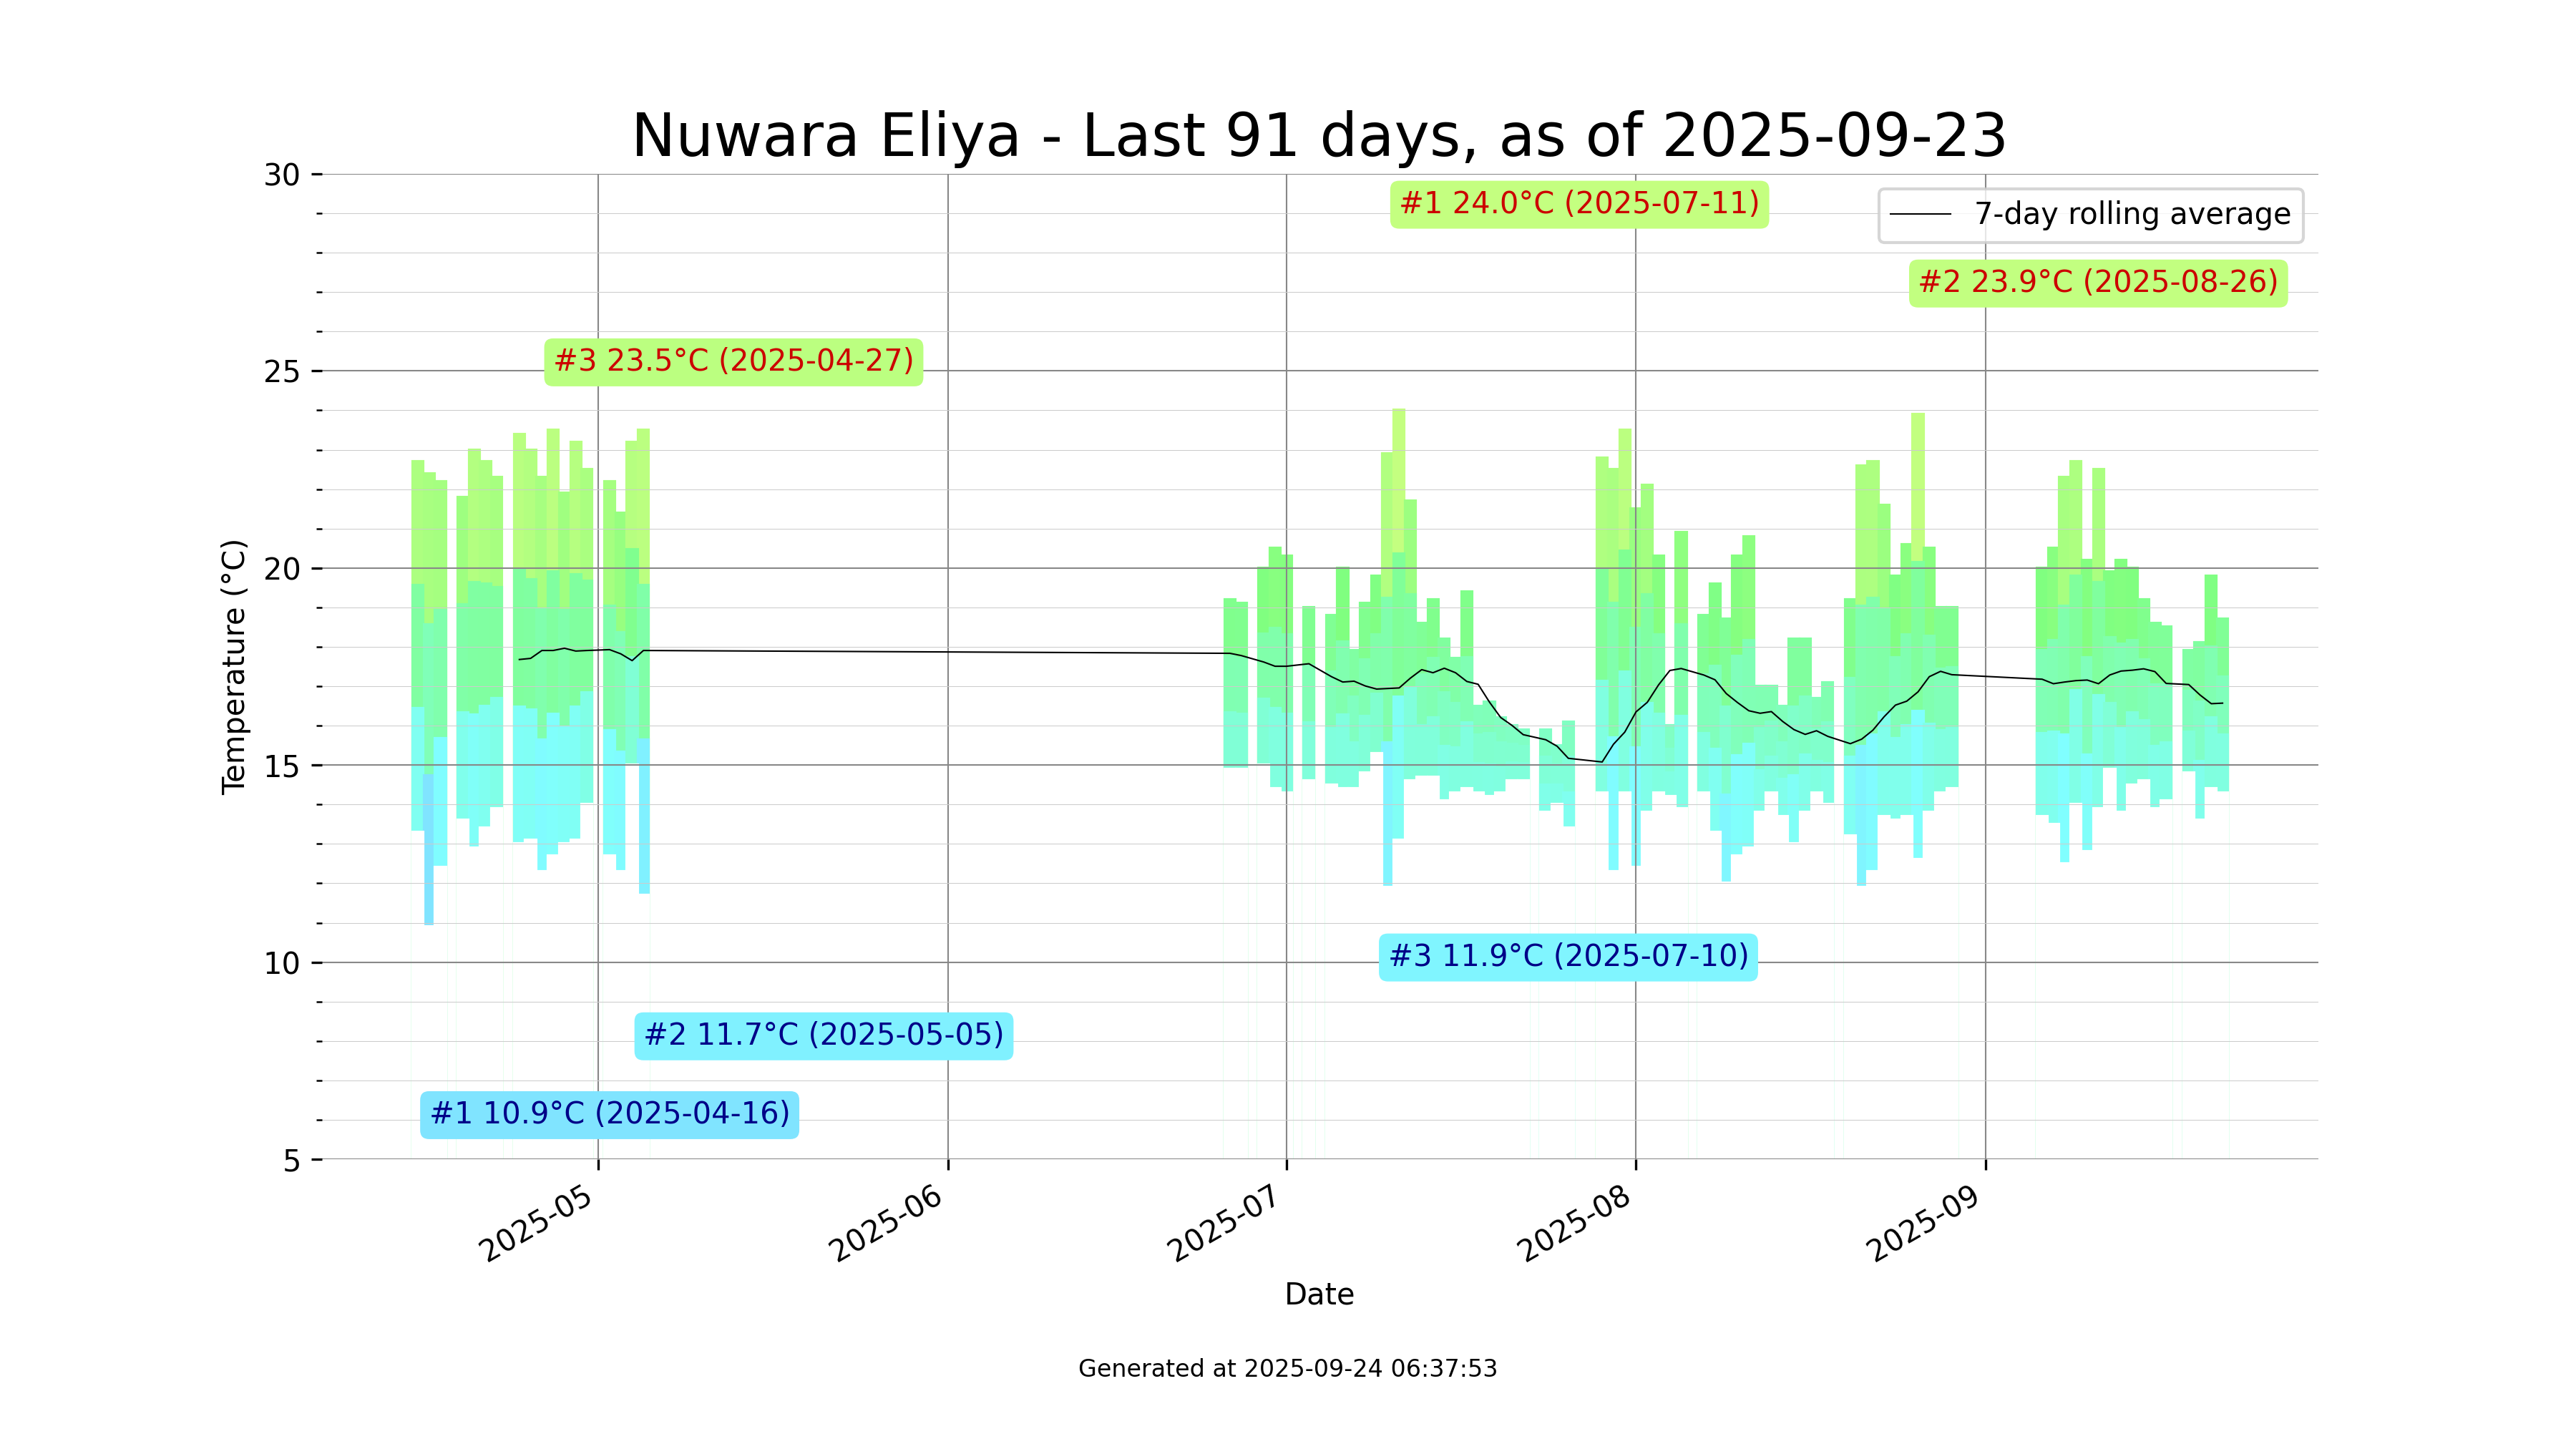 Nuwara Eliya - Last 91 days, as of 2025-09-23
30
#1 24.0°C (2025-07-11)
7-day rolling average
#2 23.9°C (2025-08-26)
#3 23.5°C (2025-04-27)
25
20
Temperature (°C)
15
#3 11.9°C (2025-07-10)
10
#2 11.7°C (2025-05-05)
#1 10.9°C (2025-04-16)
5
2025-05
2025-06
2025-07
2025-08
2025-09
Date
Generated at 2025-09-24 06:37:53